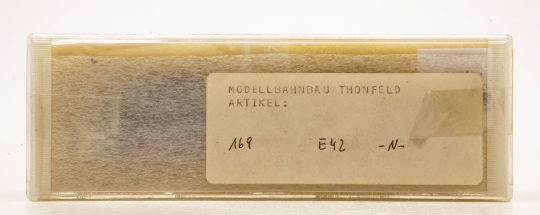 MODELLBAHNBAU THONFELD
ARTIKEL:
169 E42 -N-